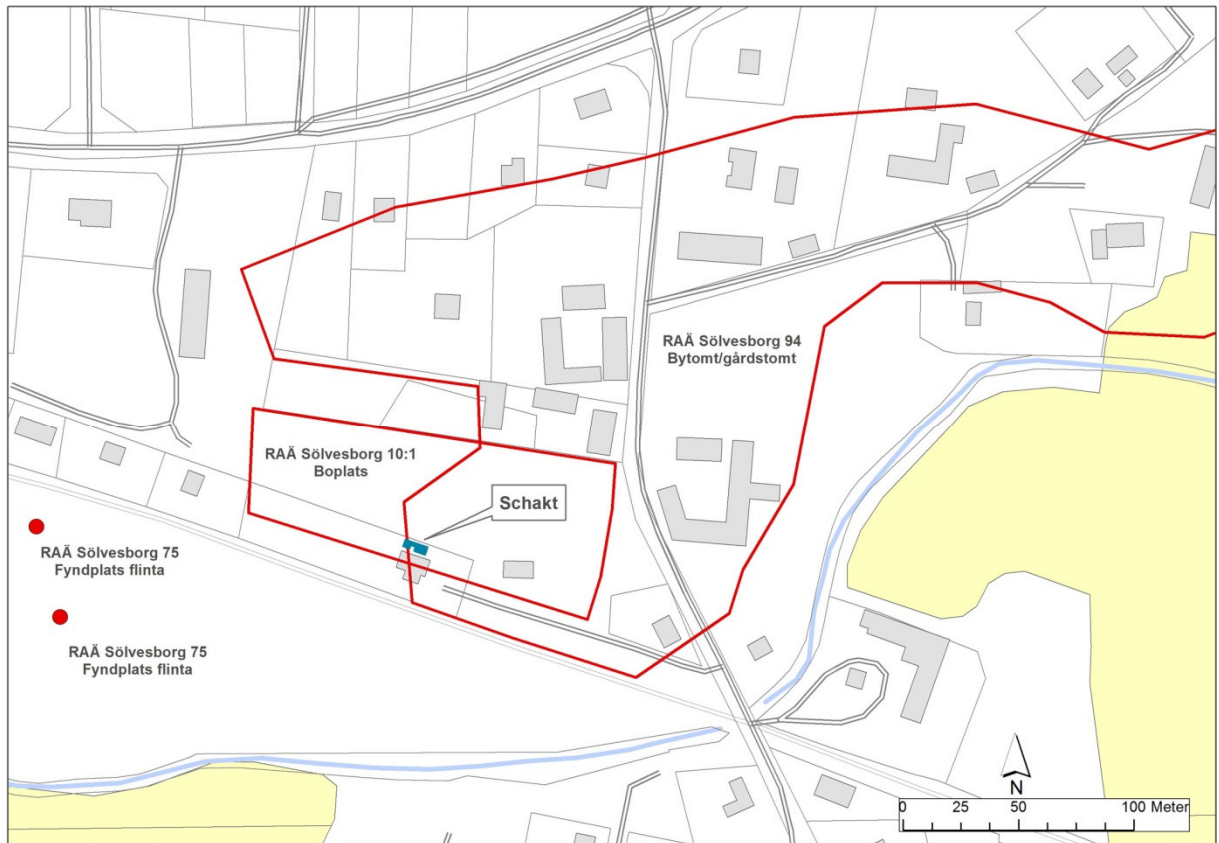 RAÄ Sölvesborg 94
Bytomt/gårdstomt
RAÄ Sölvesborg 10:1
Boplats
Schakt
RAÄ Sölvesborg 75
Fyndplats flinta
RAÄ Sölvesborg 75
Fyndplats flinta
N
0 25 50 100 Meter